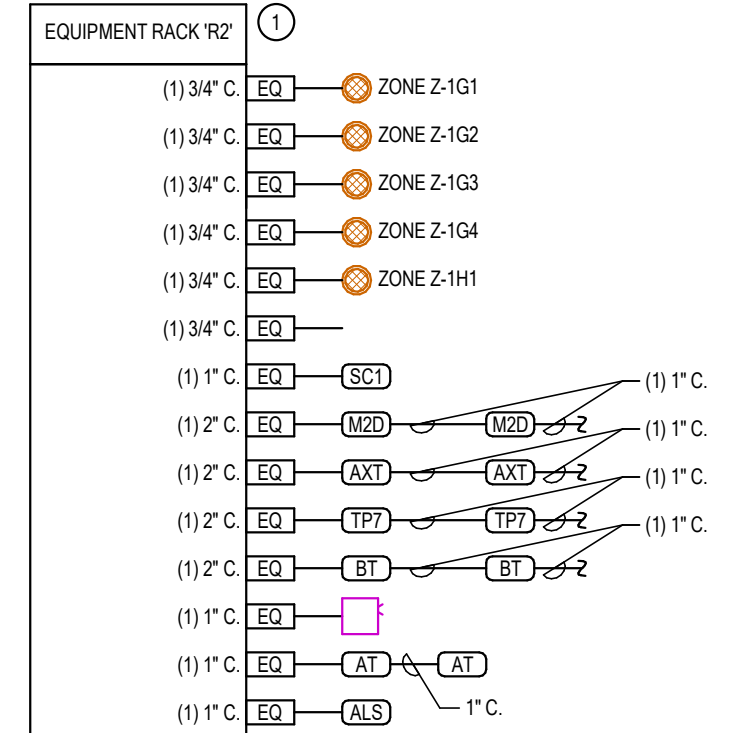 EQUIPMENT RACK 'R2' 1
(1) 3/4" C. EQ ZONE Z-1G1
(1) 3/4" C. EQ ZONE Z-1G2
(1) 3/4" C. EQ ZONE Z-1G3
(1) 3/4" C. EQ ZONE Z-1G4
(1) 3/4" C. EQ ZONE Z-1H1
(1) 3/4" C. EQ
(1) 1" C. EQ SC1 (1) 1" C.
(1) 2" C. EQ M2D M2D (1) 1" C.
(1) 2" C. EQ AXT AXT (1) 1" C.
(1) 2" C. EQ TP7 TP7 (1) 1" C.
(1) 2" C. EQ BT BT
(1) 1" C. EQ
(1) 1" C. EQ AT AT
(1) 1" C. EQ ALS 1" C.